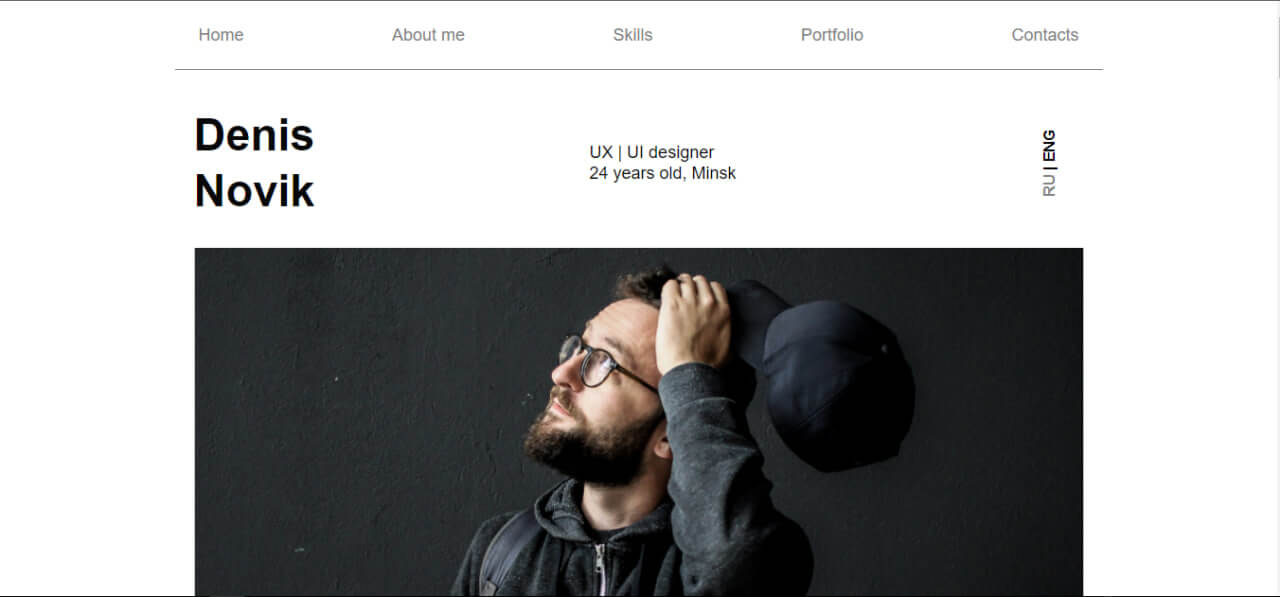 Home
About me
Skills
Portfolio
Contacts
Denis
Novik
UX | UI designer
24 years old, Minsk
RU | ENG